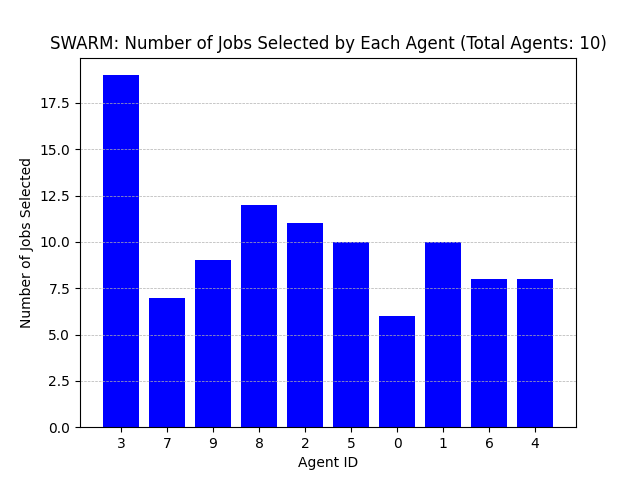 SWARM: Number of Jobs Selected by Each Agent (Total Agents: 10)
Number of Jobs Selected
17.5
15.0
12.5
10.0
7.5
5.0
2.5
0.0
3 7 9 8 2 5 0 1 6 4
Agent ID